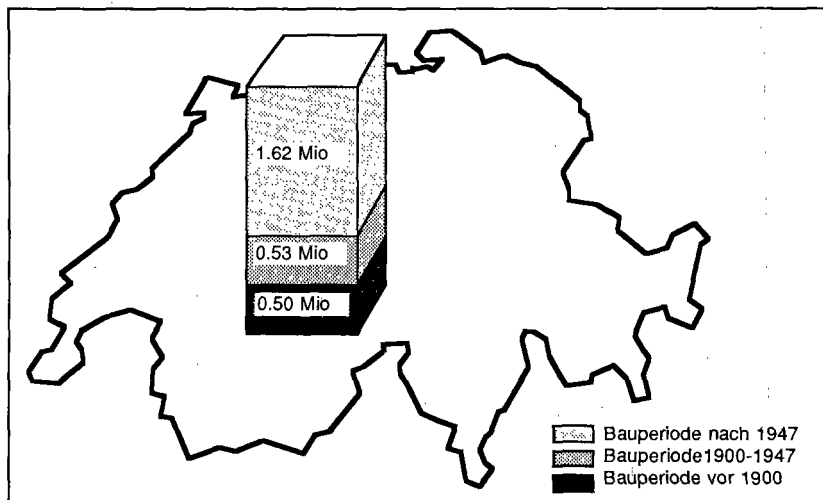 1.62 Mio
0.53 Mio
0.50 Mio
Bauperiode nach 1947
Bauperiode1900-1947
Bauperiode vor 1900